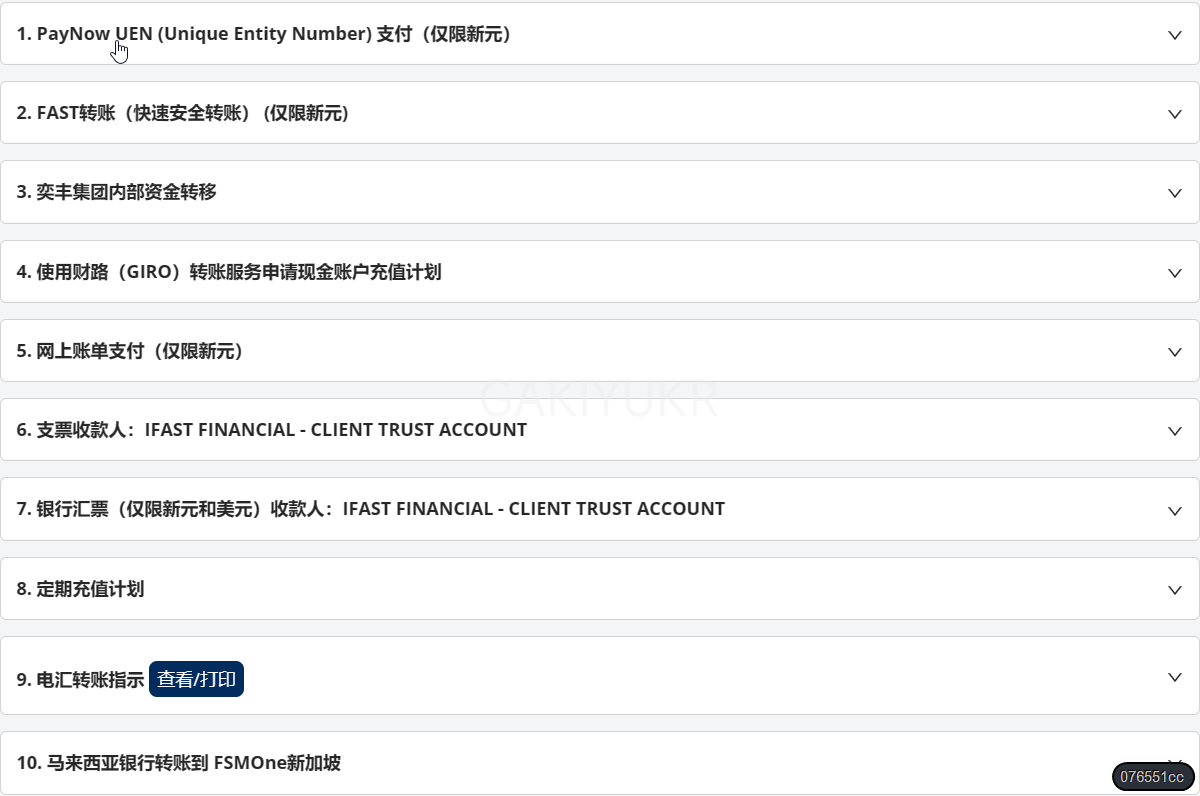 1. PayNow UEN (Unique Entity Number) 支付（仅限新元）
2. FAST转账（快速安全转账） (仅限新元)
3. 奕丰集团内部资金转移
4. 使用财路（GIRO）转账服务申请现金账户充值计划
5. 网上账单支付（仅限新元）
GAKIYUKR
6. 支票收款人：IFAST FINANCIAL - CLIENT TRUST ACCOUNT
7. 银行汇票（仅限新元和美元）收款人：IFAST FINANCIAL - CLIENT TRUST ACCOUNT
8. 定期充值计划
9. 电汇转账指示 查看/打印
10. 马来西亚银行转账到 FSMOne新加坡
076551cc